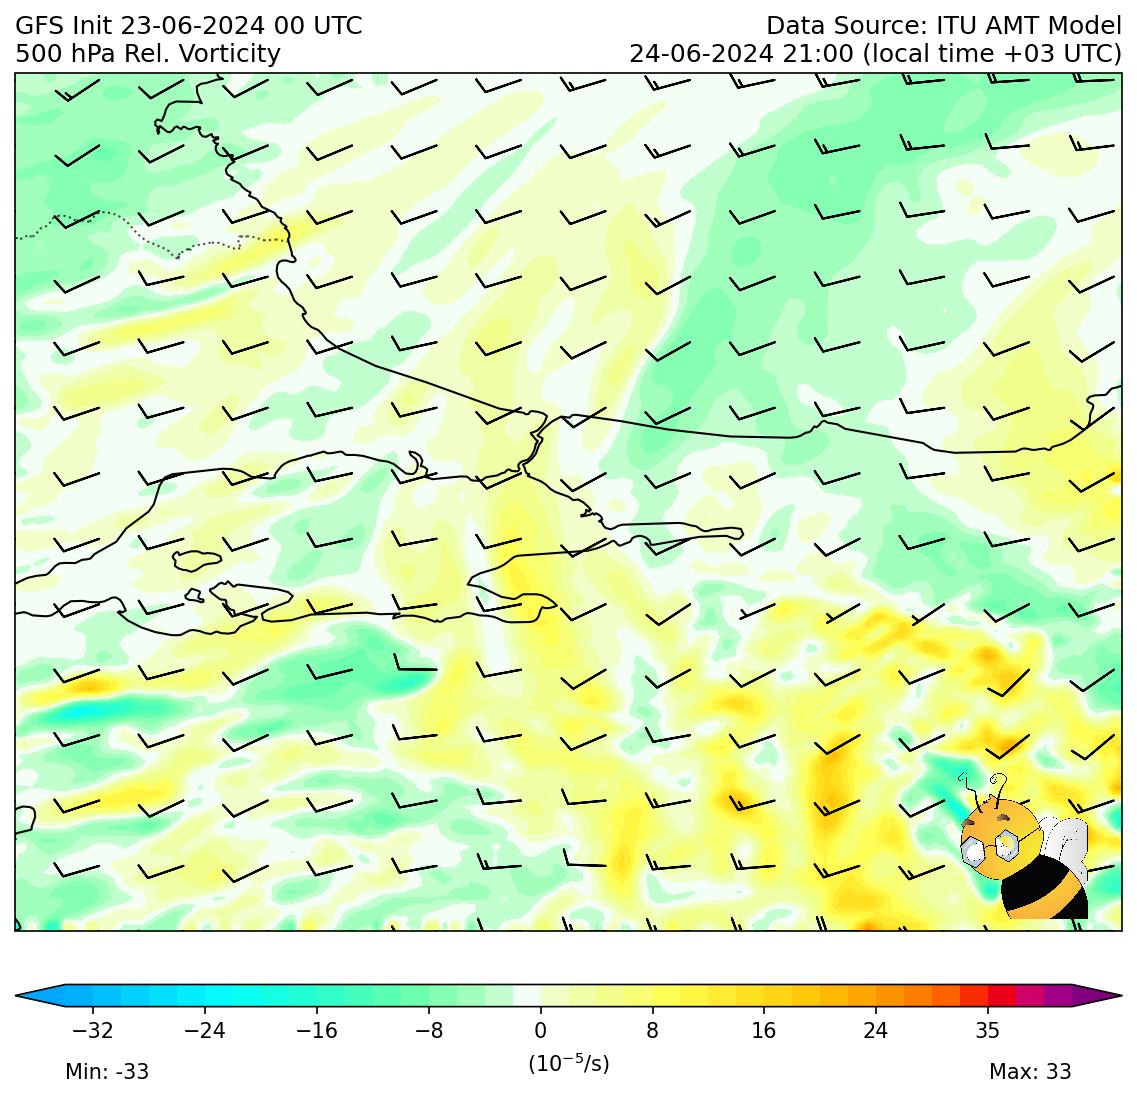 GFS Init 23-06-2024 00 UTC
Data Source: ITU AMT Model
500 hPa Rel. Vorticity
24-06-2024 21:00 (local time +03 UTC)
−32 −24 −16 −8 0 8 16 24 35
(10⁻⁵/s)
Min: -33
Max: 33